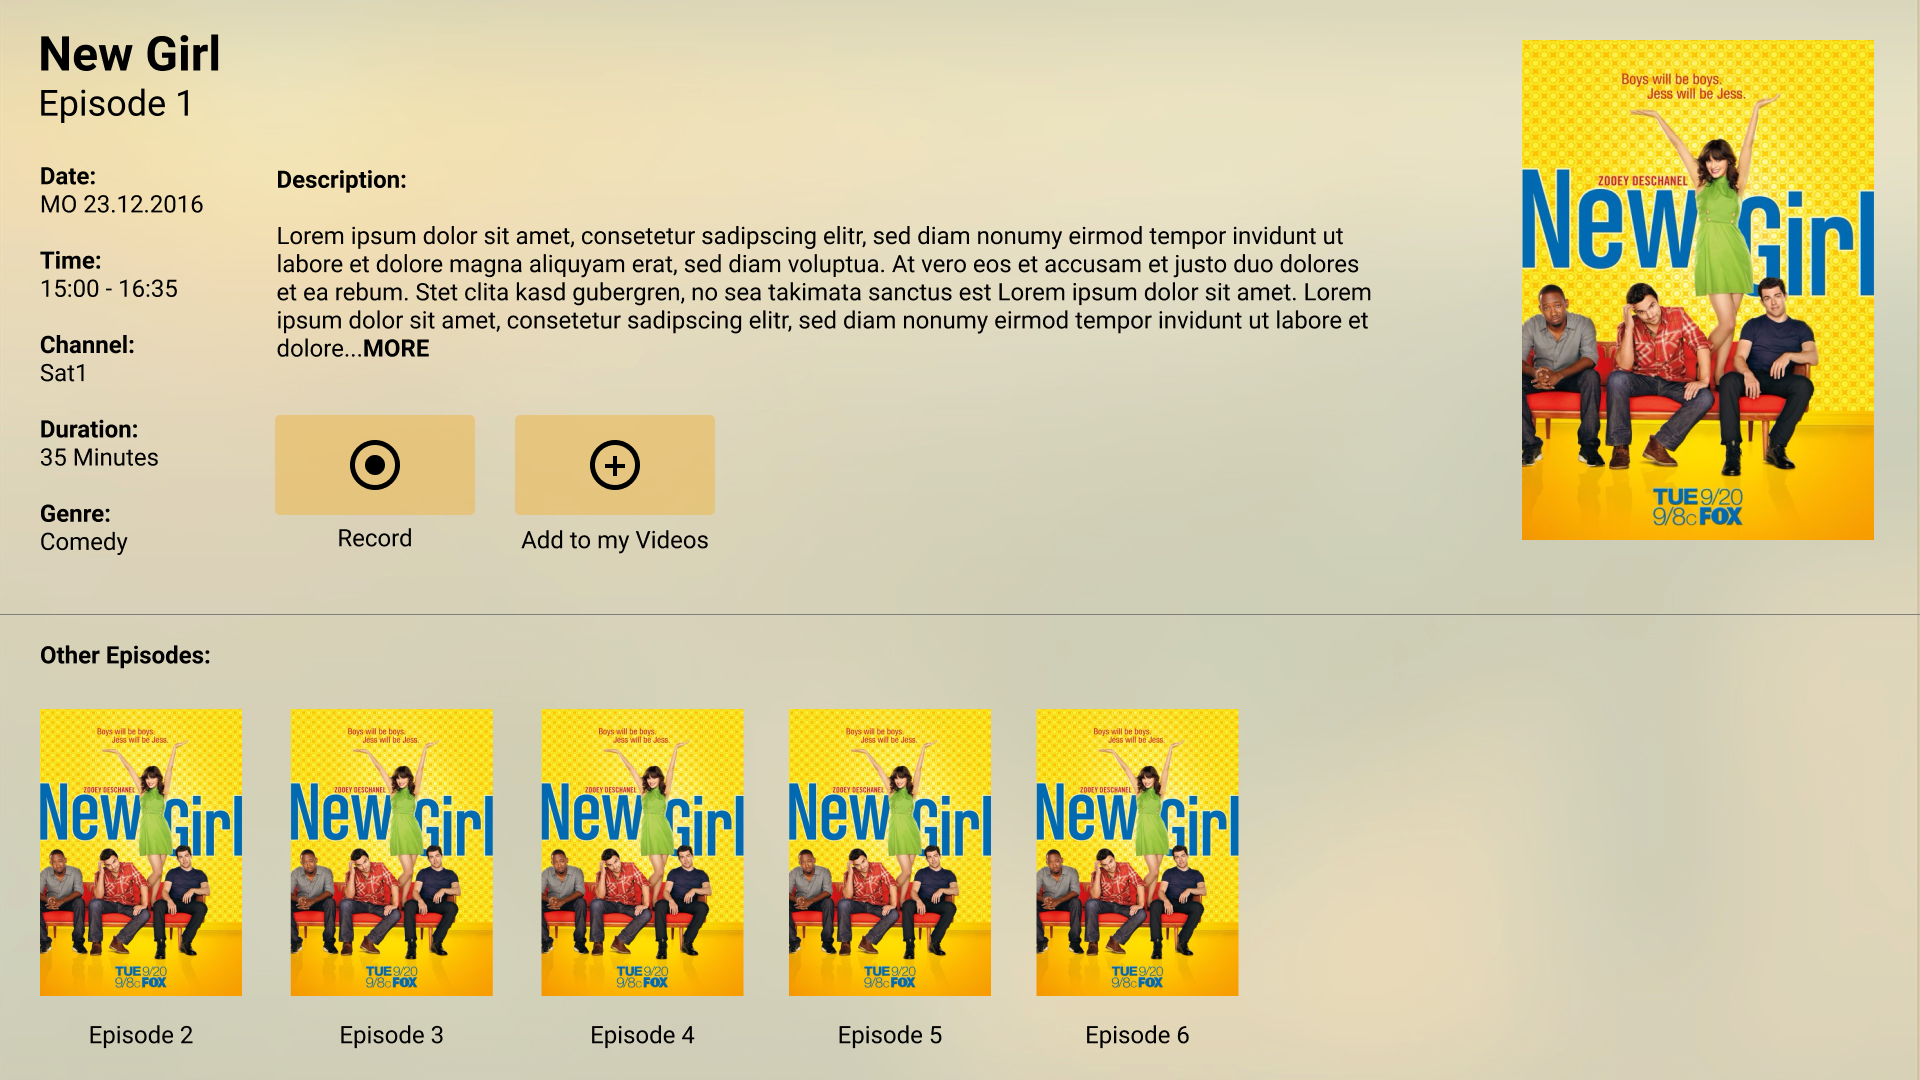 New Girl
Episode 1
Date:
MO 23.12.2016
Time:
15:00 - 16:35
Channel:
Sat1
Duration:
35 Minutes
Genre:
Comedy
Description:
Lorem ipsum dolor sit amet, consetetur sadipscing elitr, sed diam nonumy eirmod tempor invidunt ut
labore et dolore magna aliquyam erat, sed diam voluptua. At vero eos et accusam et justo duo dolores
et ea rebum. Stet clita kasd gubergren, no sea takimata sanctus est Lorem ipsum dolor sit amet. Lorem
ipsum dolor sit amet, consetetur sadipscing elitr, sed diam nonumy eirmod tempor invidunt ut labore et
dolore...MORE
Record
Add to my Videos
Boys will be boys.
Jess will be Jess.
ZOOEY DESCHANEL
New Girl
TUE 9/20
9/8c FOX
Other Episodes:
Boys will be boys.
Jess will be Jess.
ZOOEY DESCHANEL
New Girl
TUE 9/20
9/8c FOX
Episode 2
Boys will be boys.
Jess will be Jess.
ZOOEY DESCHANEL
New Girl
TUE 9/20
9/8c FOX
Episode 3
Boys will be boys.
Jess will be Jess.
ZOOEY DESCHANEL
New Girl
TUE 9/20
9/8c FOX
Episode 4
Boys will be boys.
Jess will be Jess.
ZOOEY DESCHANEL
New Girl
TUE 9/20
9/8c FOX
Episode 5
Boys will be boys.
Jess will be Jess.
ZOOEY DESCHANEL
New Girl
TUE 9/20
9/8c FOX
Episode 6